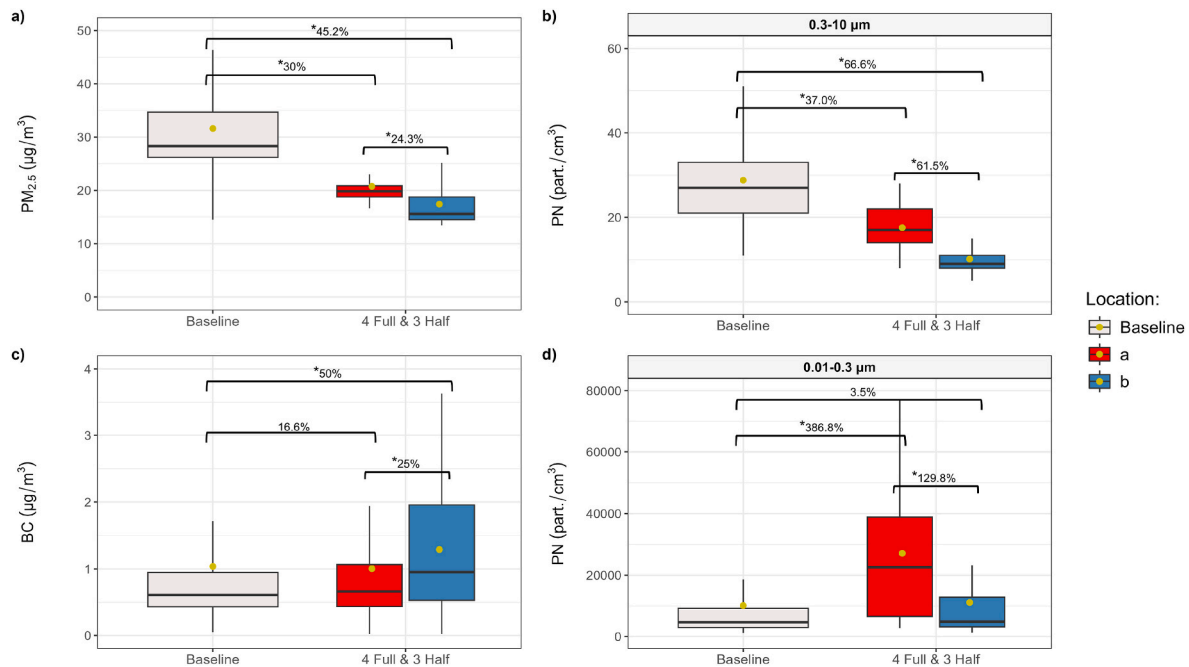 a)
50
40
30
20
10
0
PM2.5 (µg/m³)
*45.2%
*30%
*24.3%
Baseline
4 Full & 3 Half
b)
0.3-10 µm
60
40
20
0
PN (part./cm³)
*66.6%
*37.0%
*61.5%
Baseline
4 Full & 3 Half
c)
4
3
2
1
0
BC (µg/m³)
*50%
16.6%
*25%
Baseline
4 Full & 3 Half
d)
0.01-0.3 µm
80000
60000
40000
20000
0
PN (part./cm³)
3.5%
*386.8%
*129.8%
Baseline
4 Full & 3 Half
Location:
Baseline
a
b